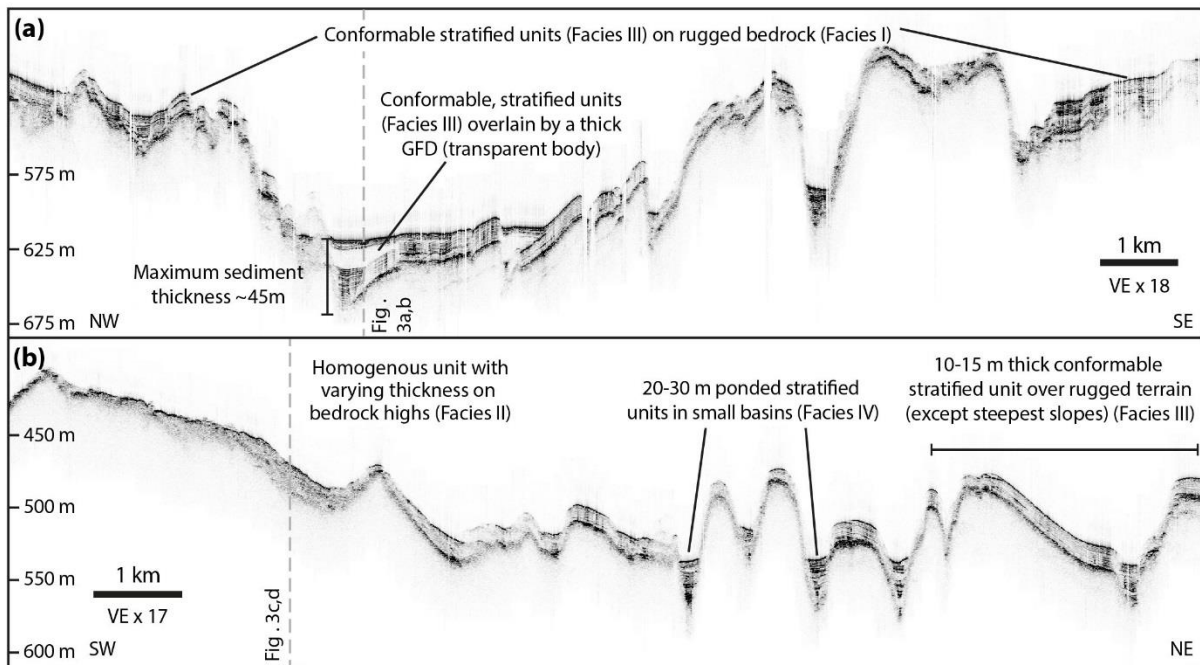 (a)
Conformable stratified units (Facies III) on rugged bedrock (Facies I)
Conformable, stratified units
(Facies III) overlain by a thick
GFD (transparent body)
575 m
625 m
Maximum sediment
thickness ~45m
1 km
VE x 18
675 m
NW
Fig .
3a,b
SE
(b)
Homogenous unit with
varying thickness on
bedrock highs (Facies II)
20-30 m ponded stratified
units in small basins (Facies IV)
10-15 m thick conformable
stratified unit over rugged terrain
(except steepest slopes) (Facies III)
450 m
500 m
550 m
1 km
VE x 17
600 m
SW
Fig . 3c,d
NE